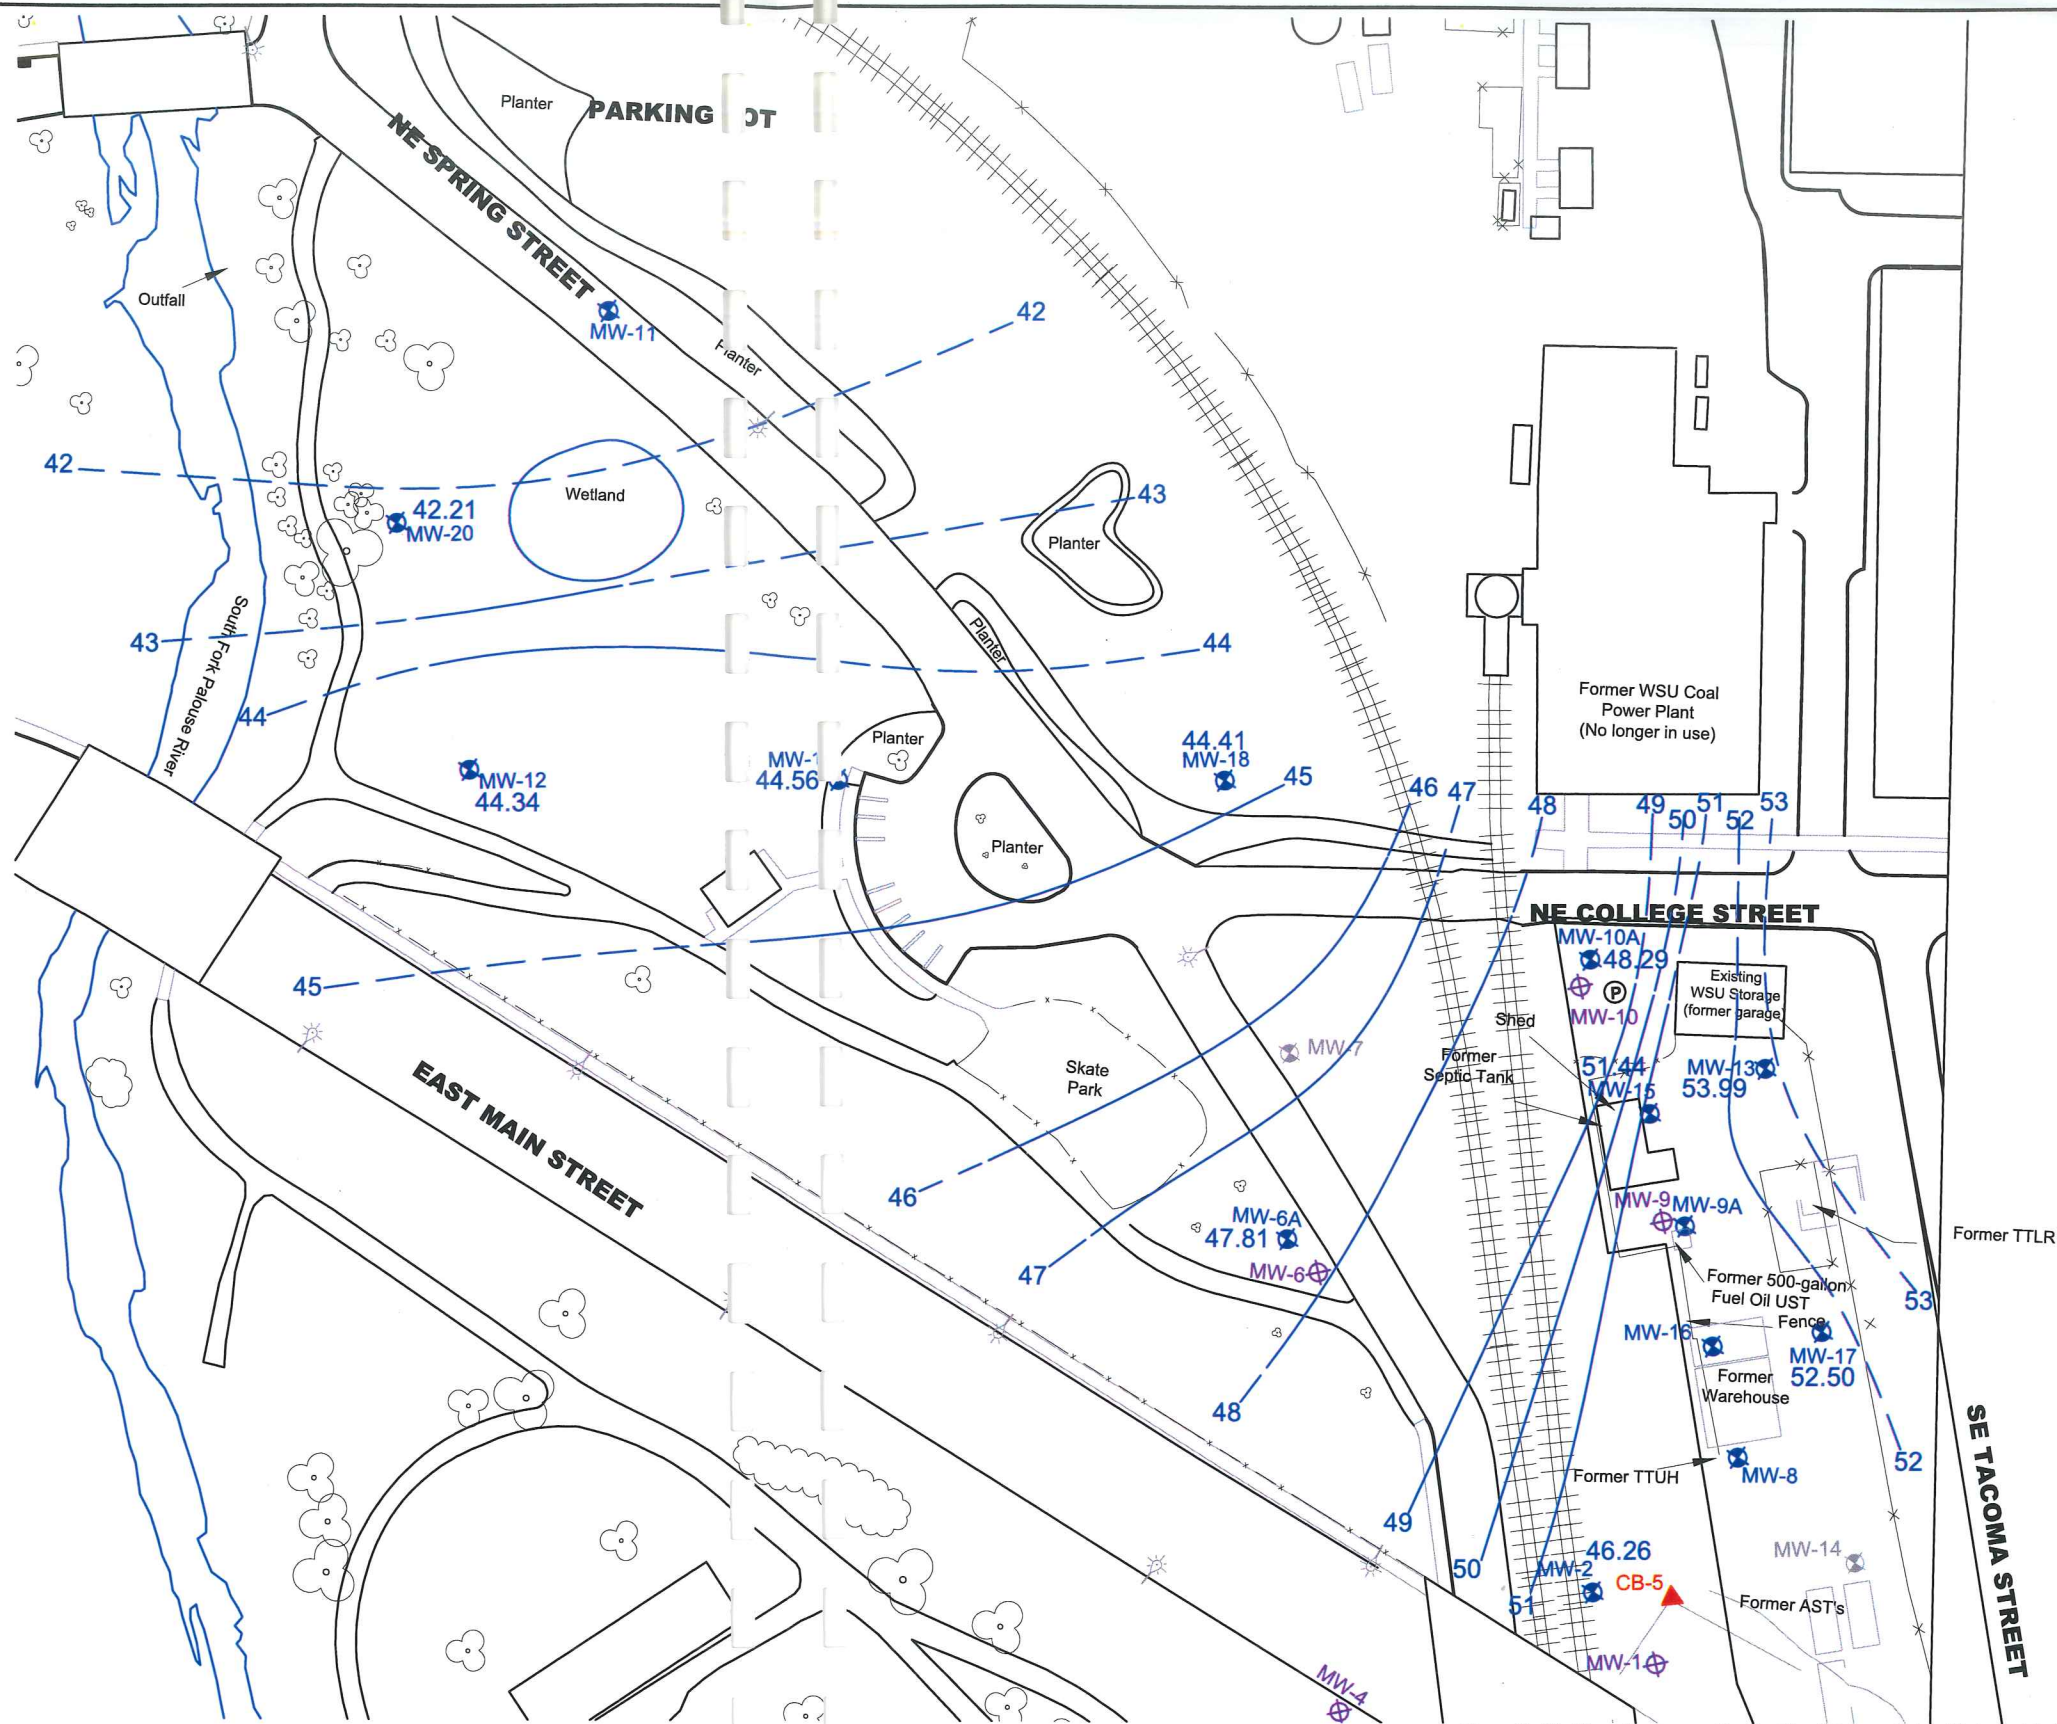 Planter
PARKING OT
NE SPRING STREET
Outfall
MW-11
Planter
42
42
Wetland
42.21
MW-20
43
Planter
43
South Fork Palouse River
Planter
44
44
Former WSU Coal
Power Plant
(No longer in use)
MW-12
44.34
MW-1
44.56
Planter
44.41
MW-18
45
46
47
48
49
50
51
52
53
Planter
NE COLLEGE STREET
MW-10A
48.29
MW-10
P
Existing
WSU Storage
(former garage)
45
Shed
Former
Septic Tank
51.44
MW-15
MW-13
53.99
MW-7
Skate
Park
EAST MAIN STREET
46
47
MW-6A
47.81
MW-6
MW-9
MW-9A
Former TTLR
Former 500-gallon
Fuel Oil UST
Fence
53
MW-16
MW-17
52.50
Former
Warehouse
48
52
Former TTUH
MW-8
49
50
51
46.26
MW-2
CB-5
MW-14
Former AST's
MW-1
MW-4
SE TACOMA STREET